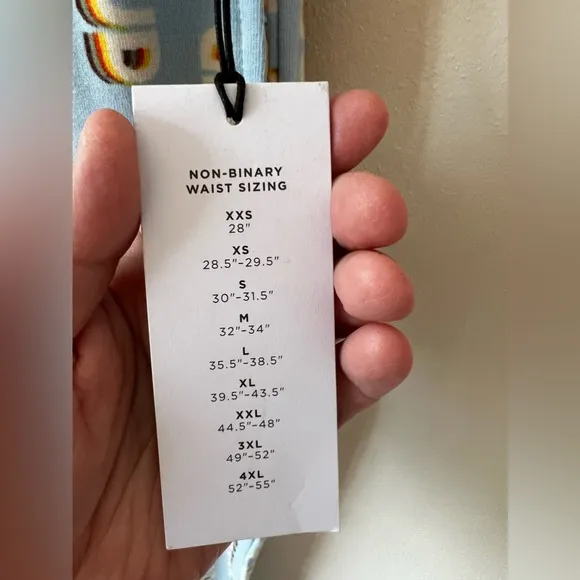 NON-BINARY
WAIST SIZING
XXS
28"
XS
28.5"-29.5"
S
30"-31.5"
M
32"-34"
L
35.5"-38.5"
XL
39.5"-43.5"
XXL
44.5"-48"
3XL
49"-52"
4XL
52"-55"